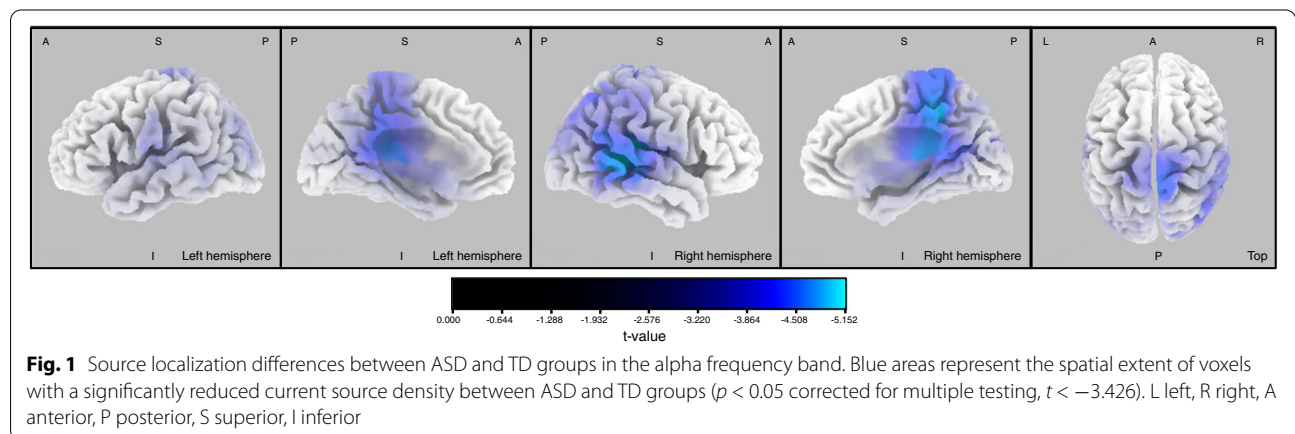 A S P
P S A
P S A
A S P
L A R
I Left hemisphere
I Left hemisphere
I Right hemisphere
I Right hemisphere
P Top
0.000 -0.644 -1.288 -1.932 -2.576 -3.220 -3.864 -4.508 -5.152
t-value
Fig. 1 Source localization differences between ASD and TD groups in the alpha frequency band. Blue areas represent the spatial extent of voxels
with a significantly reduced current source density between ASD and TD groups (p < 0.05 corrected for multiple testing, t < −3.426). L left, R right, A
anterior, P posterior, S superior, I inferior